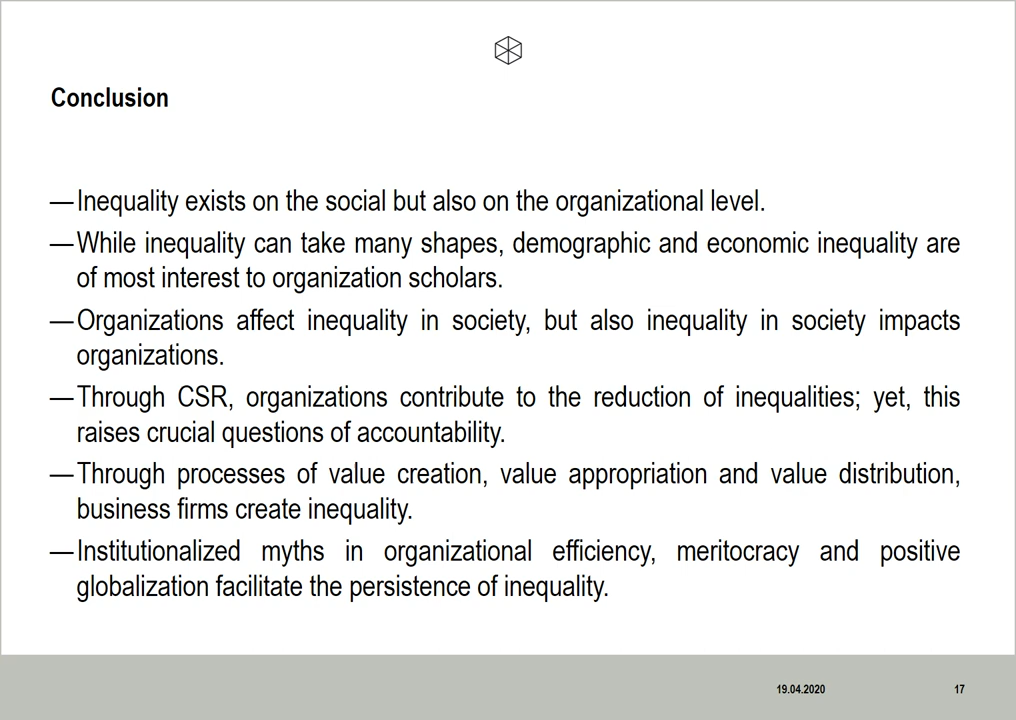 Conclusion
—Inequality exists on the social but also on the organizational level.
—While inequality can take many shapes, demographic and economic inequality are
of most interest to organization scholars.
—Organizations affect inequality in society, but also inequality in society impacts
organizations.
—Through CSR, organizations contribute to the reduction of inequalities; yet, this
raises crucial questions of accountability.
—Through processes of value creation, value appropriation and value distribution,
business firms create inequality.
—Institutionalized myths in organizational efficiency, meritocracy and positive
globalization facilitate the persistence of inequality.
19.04.2020 17